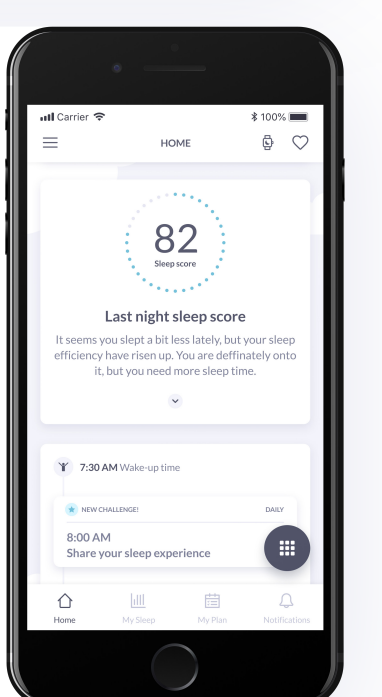 Carrier 100%
HOME
82
Sleep score
Last night sleep score
It seems you slept a bit less lately, but your sleep
efficiency have risen up. You are deffinately onto
it, but you need more sleep time.
7:30 AM Wake-up time
NEW CHALLENGE! DAILY
8:00 AM
Share your sleep experience
Home My Sleep My Plan Notifications